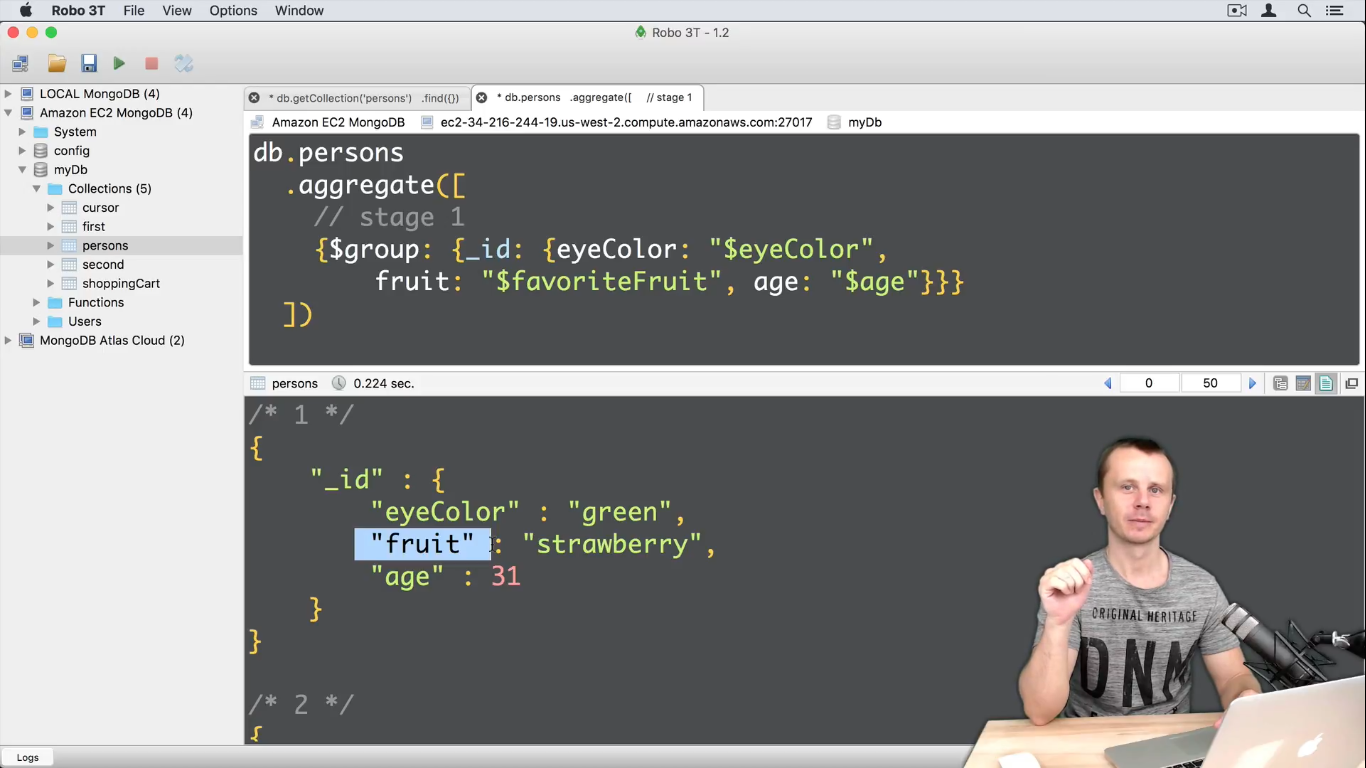 Robo 3T File View Options Window
Robo 3T - 1.2
LOCAL MongoDB (4)
Amazon EC2 MongoDB (4)
System
config
myDb
Collections (5)
cursor
first
persons
second
shoppingCart
Functions
Users
MongoDB Atlas Cloud (2)
* db.getCollection('persons') .find({})
* db.persons .aggregate([ // stage 1
Amazon EC2 MongoDB ec2-34-216-244-19.us-west-2.compute.amazonaws.com:27017 myDb
db.persons
.aggregate([
// stage 1
{$group: {_id: {eyeColor: "$eyeColor",
fruit: "$favoriteFruit", age: "$age"}}}
])
persons 0.224 sec. 0 50
/* 1 */
{
"_id" : {
"eyeColor" : "green",
"fruit" : "strawberry",
"age" : 31
}
}
/* 2 */
{
ORIGINAL HERITAGE
DNM
Logs